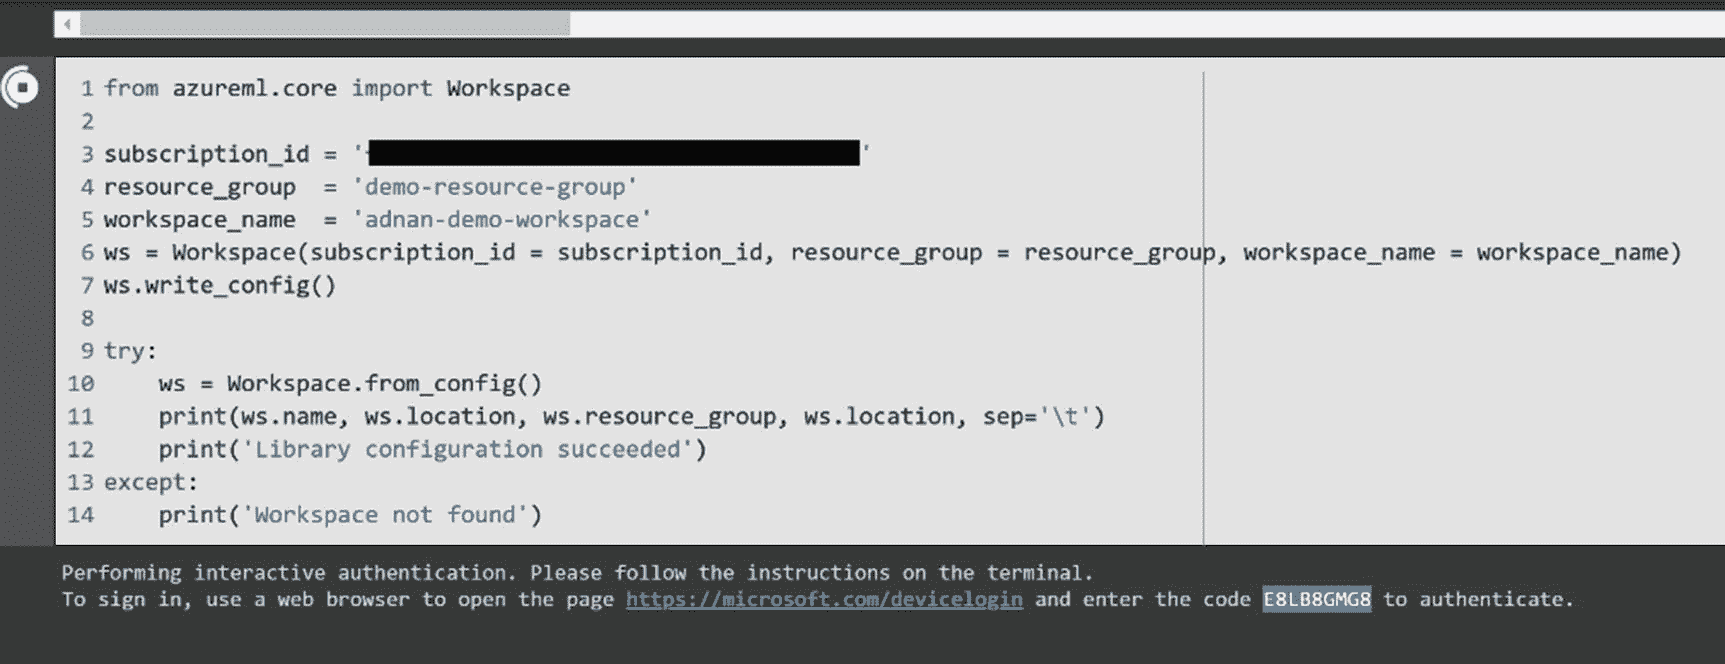 1 from azureml.core import Workspace
2
3 subscription_id = ' '
4 resource_group  = 'demo-resource-group'
5 workspace_name  = 'adnan-demo-workspace'
6 ws = Workspace(subscription_id = subscription_id, resource_group = resource_group, workspace_name = workspace_name)
7 ws.write_config()
8
9 try:
10     ws = Workspace.from_config()
11     print(ws.name, ws.location, ws.resource_group, ws.location, sep='\t')
12     print('Library configuration succeeded')
13 except:
14     print('Workspace not found')
Performing interactive authentication. Please follow the instructions on the terminal.
To sign in, use a web browser to open the page https://microsoft.com/devicelogin and enter the code E8LB8GMG8 to authenticate.